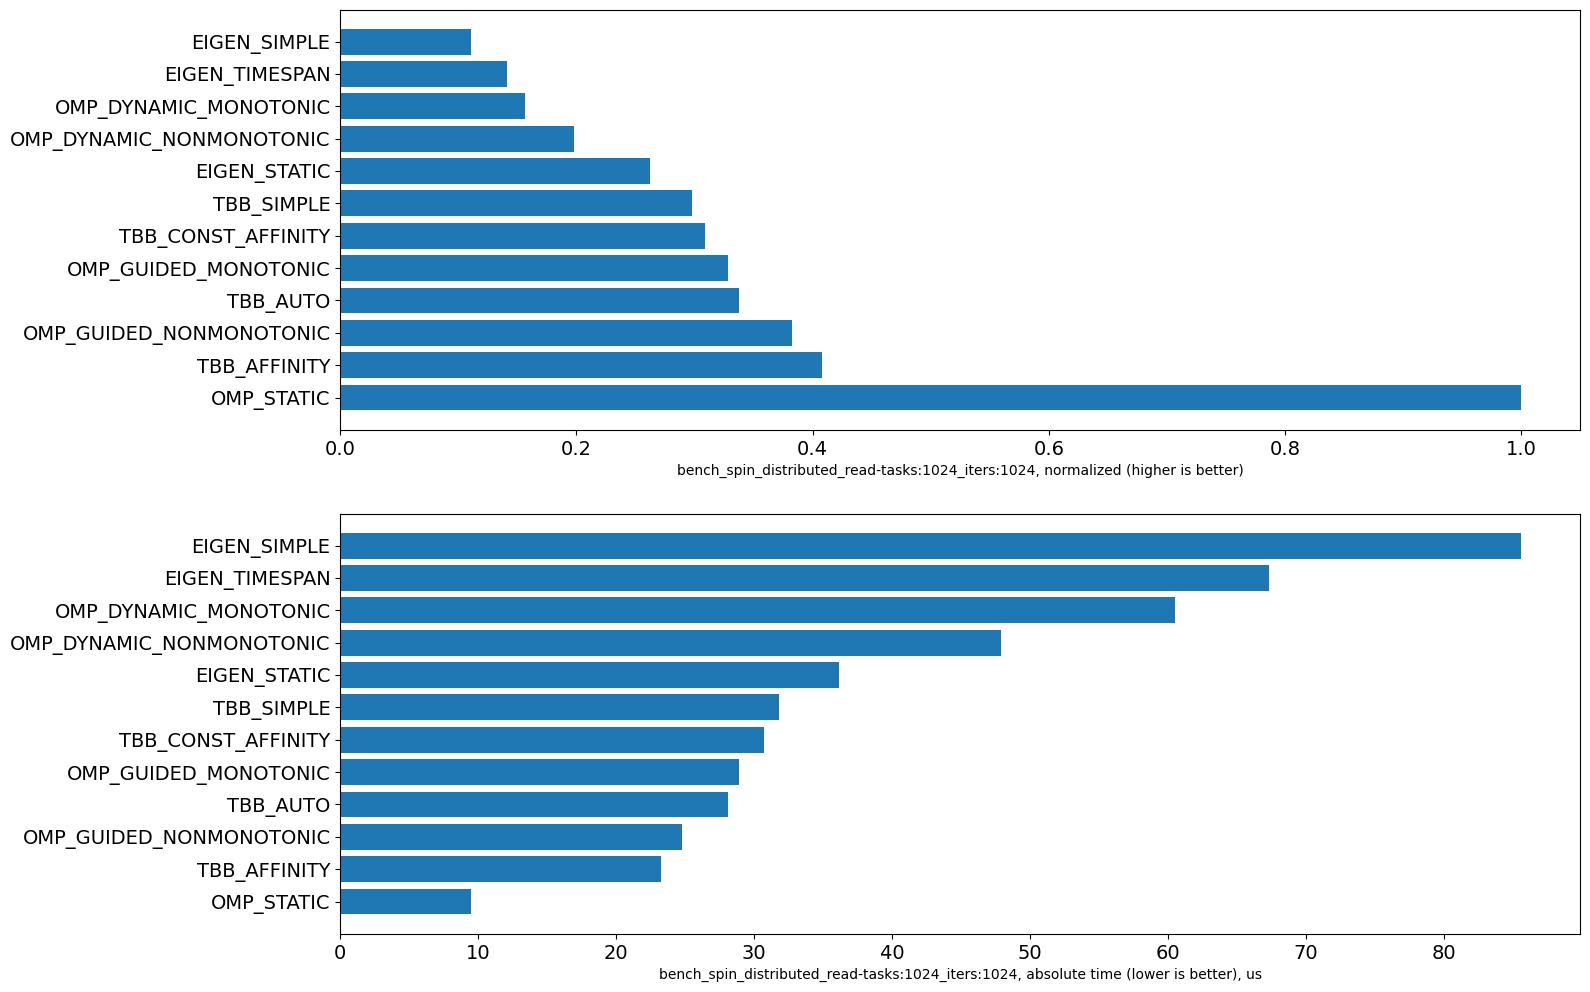 EIGEN_SIMPLE
EIGEN_TIMESPAN
OMP_DYNAMIC_MONOTONIC
OMP_DYNAMIC_NONMONOTONIC
EIGEN_STATIC
TBB_SIMPLE
TBB_CONST_AFFINITY
OMP_GUIDED_MONOTONIC
TBB_AUTO
OMP_GUIDED_NONMONOTONIC
TBB_AFFINITY
OMP_STATIC
0.0 0.2 0.4 0.6 0.8 1.0
bench_spin_distributed_read-tasks:1024_iters:1024, normalized (higher is better)
EIGEN_SIMPLE
EIGEN_TIMESPAN
OMP_DYNAMIC_MONOTONIC
OMP_DYNAMIC_NONMONOTONIC
EIGEN_STATIC
TBB_SIMPLE
TBB_CONST_AFFINITY
OMP_GUIDED_MONOTONIC
TBB_AUTO
OMP_GUIDED_NONMONOTONIC
TBB_AFFINITY
OMP_STATIC
0 10 20 30 40 50 60 70 80
bench_spin_distributed_read-tasks:1024_iters:1024, absolute time (lower is better), us